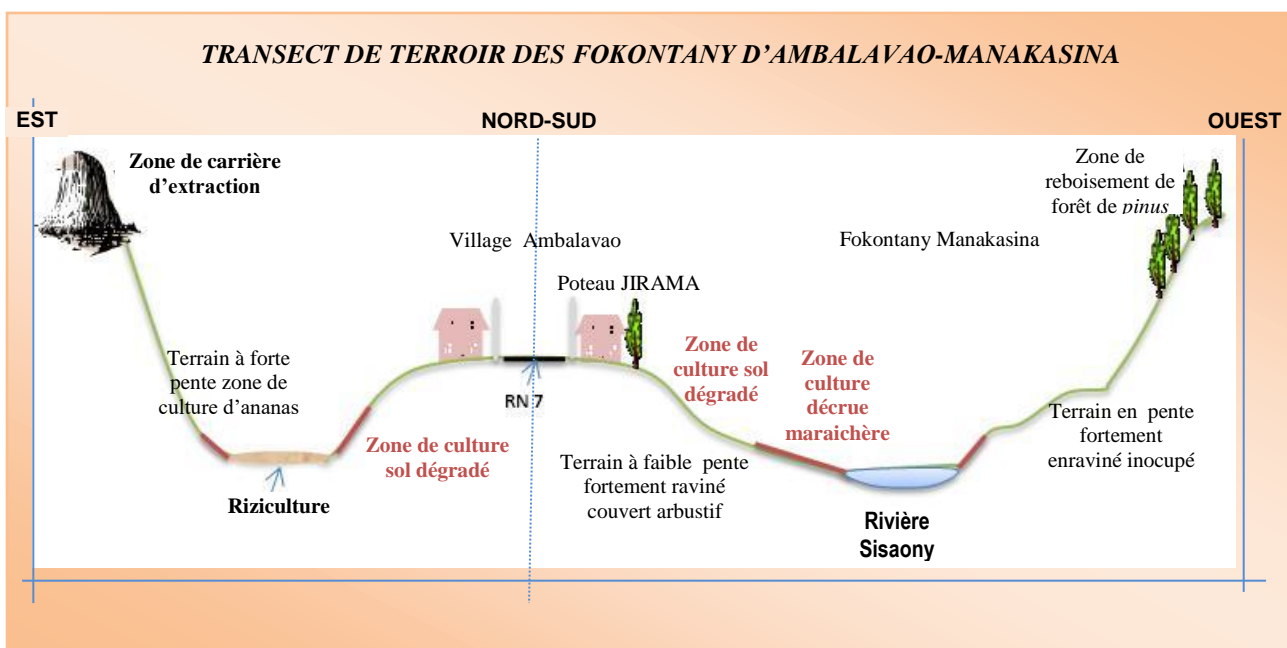 TRANSECT DE TERROIR DES FOKONTANY D'AMBALAVAO-MANAKASINA
EST
NORD-SUD
OUEST
Zone de carrière
d'extraction
Zone de
reboisement de
forêt de pinus
Village Ambalavao
Fokontany Manakasina
Poteau JIRAMA
Terrain à forte
pente zone de
culture d'ananas
Zone de
culture sol
dégradé
Zone de
culture
décrue
maraichère
RN 7
Terrain en pente
fortement
enraviné inocupé
Zone de culture
sol dégradé
Terrain à faible pente
fortement raviné
couvert arbustif
Riziculture
Rivière
Sisaony